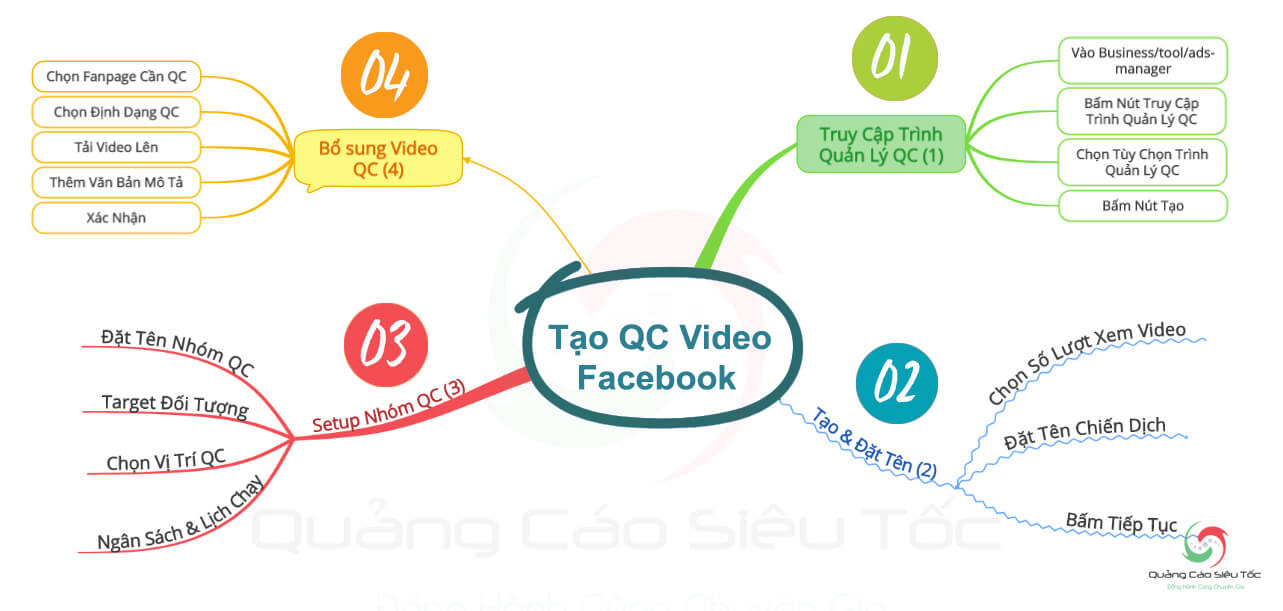 Tạo QC Video
Facebook
01
Truy Cập Trình
Quản Lý QC (1)
Vào Business/tool/ads-
manager
Bấm Nút Truy Cập
Trình Quản Lý QC
Chọn Tùy Chọn Trình
Quản Lý QC
Bấm Nút Tạo
02
Tạo & Đặt Tên (2)
Chọn Số Lượt Xem Video
Đặt Tên Chiến Dịch
Bấm Tiếp Tục
03
Setup Nhóm QC (3)
Đặt Tên Nhóm QC
Target Đối Tượng
Chọn Vị Trí QC
Ngân Sách & Lịch Chạy
04
Bổ sung Video
QC (4)
Chọn Fanpage Cần QC
Chọn Định Dạng QC
Tải Video Lên
Thêm Văn Bản Mô Tả
Xác Nhận
Quảng Cáo Siêu Tốc
Đồng Hành Cùng Chuyên Gia
Quảng Cáo Siêu Tốc
Đồng Hành Cùng Chuyên Gia